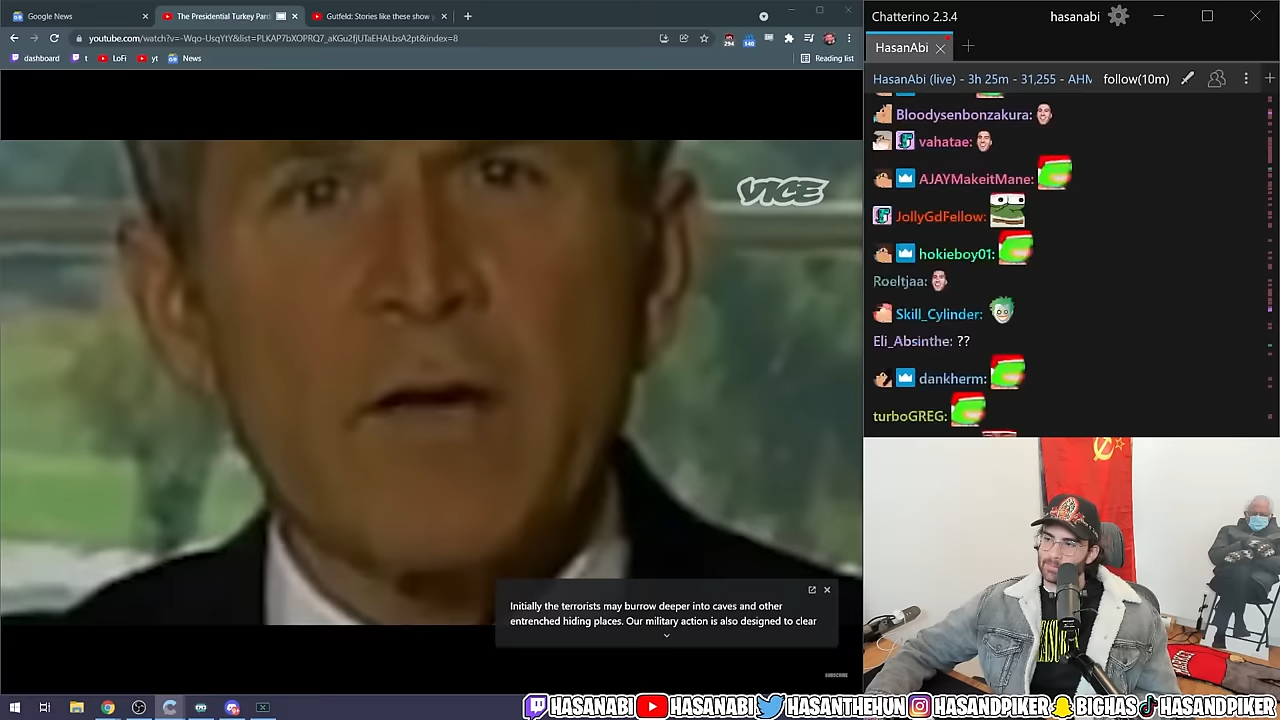 Google News
The Presidential Turkey Pard
Gutfeld: Stories like these show y
youtube.com/watch?v=-Wqo-UsqYtY&list=PLKAP7bXOPRQ7_aKGu2fjUTaEHALbsA2pt&index=8
294
140
dashboard
t
LoFi
yt
News
Reading list
VICE
Initially the terrorists may burrow deeper into caves and other
entrenched hiding places. Our military action is also designed to clear
SUBSCRIBE
Chatterino 2.3.4
hasanabi
HasanAbi
HasanAbi (live) - 3h 25m - 31,255 - AHM
follow(10m)
Bloodysenbonzakura:
vahatae:
AJAYMakeitMane:
JollyGdFellow:
hokieboy01:
Roeltjaa:
Skill_Cylinder:
Eli_Absinthe: ??
dankherm:
turboGREG:
HASANABI HASANABI HASANTHEHUN HASANDPIKER BIGHAS HASANDPIKER